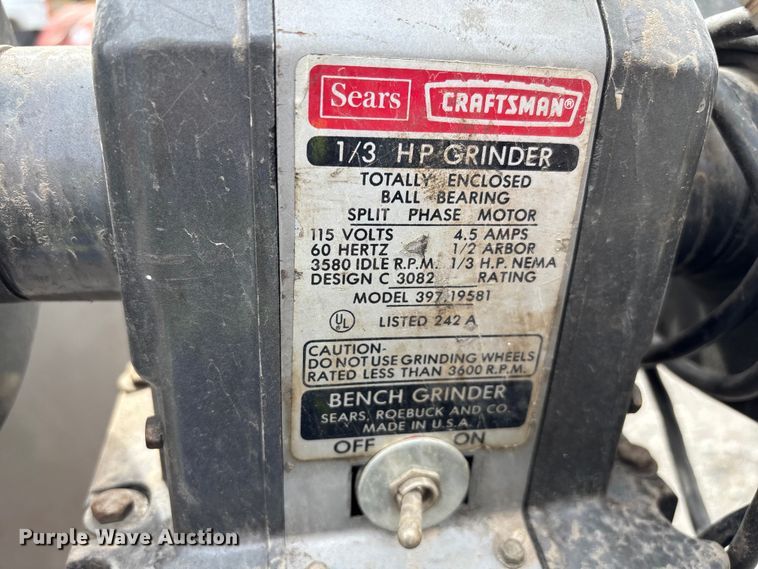 Sears CRAFTSMAN®
1/3 HP GRINDER
TOTALLY ENCLOSED
BALL BEARING
SPLIT PHASE MOTOR
115 VOLTS 4.5 AMPS
60 HERTZ 1/2 ARBOR
3580 IDLE R.P.M. 1/3 H.P. NEMA
DESIGN C 3082 RATING
MODEL 397.19581
UL LISTED 242 A
CAUTION-
DO NOT USE GRINDING WHEELS
RATED LESS THAN 3600 R.P.M.
BENCH GRINDER
SEARS, ROEBUCK AND CO.
MADE IN U.S.A.
OFF ON
Purple Wave Auction